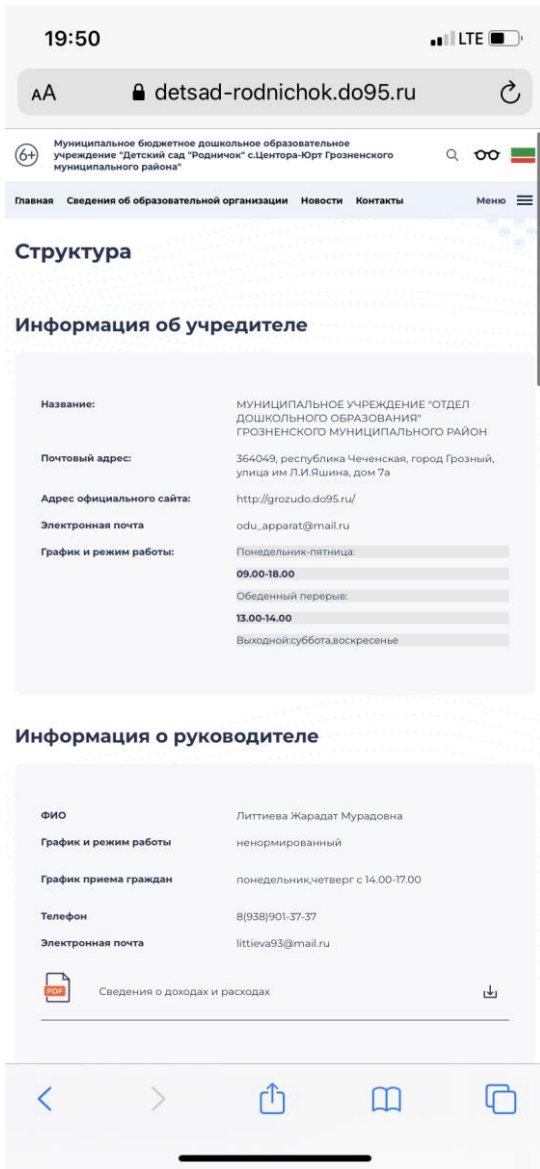 19:50
LTE
AA detsad-rodnichok.do95.ru
6+
Муниципальное бюджетное дошкольное образовательное
учреждение "Детский сад "Родничок" с.Центора-Юрт Грозненского
муниципального района"
Главная Сведения об образовательной организации Новости Контакты Меню
Структура
Информация об учредителе
Название: МУНИЦИПАЛЬНОЕ УЧРЕЖДЕНИЕ "ОТДЕЛ
ДОШКОЛЬНОГО ОБРАЗОВАНИЯ"
ГРОЗНЕНСКОГО МУНИЦИПАЛЬНОГО РАЙОН
Почтовый адрес: 364049, республика Чеченская, город Грозный,
улица им Л.И.Яшина, дом 7а
Адрес официального сайта: http://grozudo.do95.ru/
Электронная почта odu_apparat@mail.ru
График и режим работы: Понедельник-пятница:
09.00-18.00
Обеденный перерыв:
13.00-14.00
Выходной:суббота,воскресенье
Информация о руководителе
ФИО Литтиева Жарадат Мурадовна
График и режим работы ненормированный
График приема граждан понедельник,четверг с 14.00-17.00
Телефон 8(938)901-37-37
Электронная почта littieva93@mail.ru
PDF Сведения о доходах и расходах